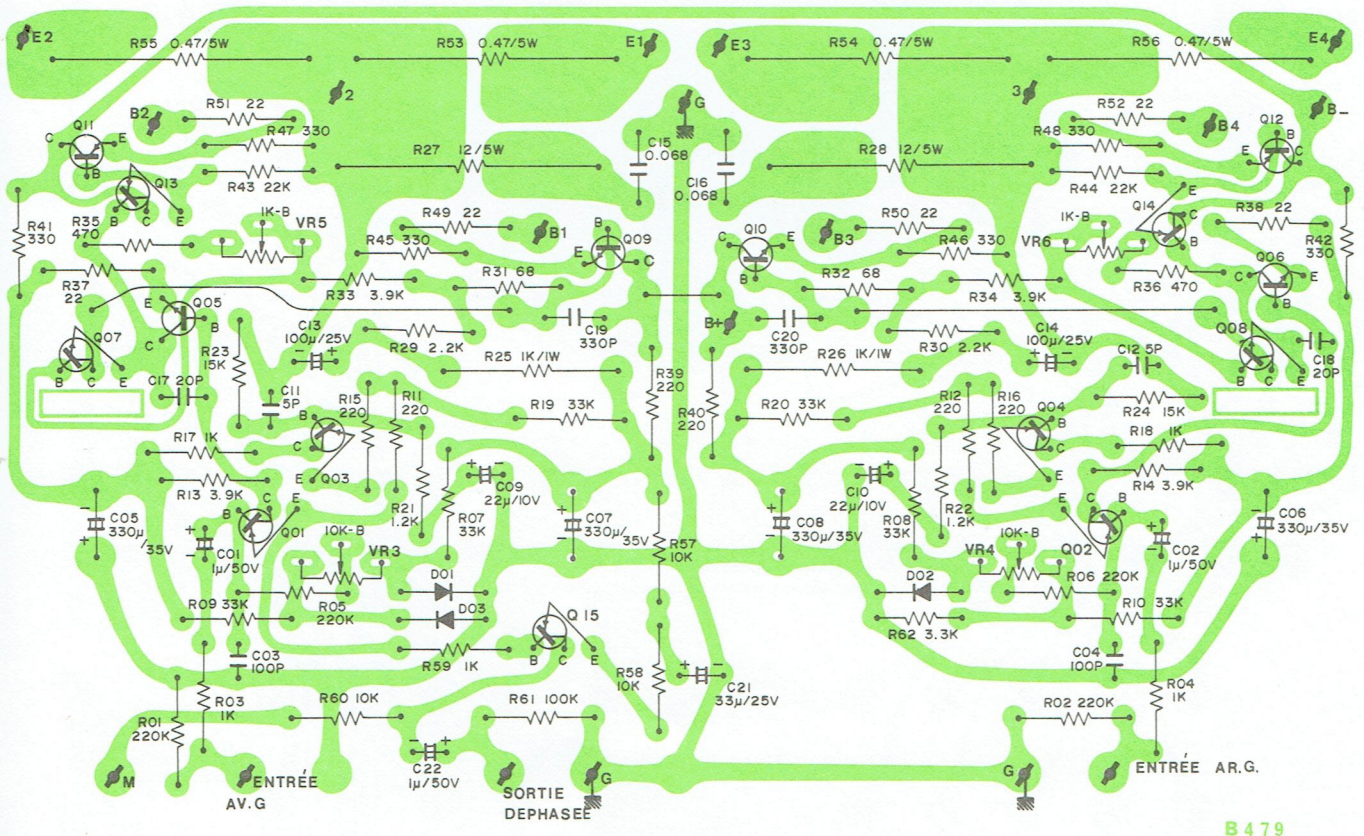 E2
R55 0.47/5W
R53 0.47/5W
E1
E3
R54 0.47/5W
R56 0.47/5W
E4
2
3
G
B-
B2
R51 22
R52 22
B4
Q11
C
E
B
R47 330
R48 330
Q12
B
E
C
C15
0.068
R27 12/5W
R28 12/5W
C16
0.068
R43 22K
R44 22K
Q13
B
C
E
E
Q14
C
B
R41
330
R35
470
1K-B
VR5
R49 22
B1
B
Q09
E
C
Q10
C
E
B
R50 22
B3
1K-B
VR6
R38 22
R42
330
R45 330
R46 330
Q06
C
E
B
R37
22
R33 3.9K
R31 68
R32 68
R34 3.9K
R36 470
E
Q05
B
C
Q07
B
C
E
C13
100µ/25V
-
+
R29 2.2K
C19
330P
B+
C20
330P
R30 2.2K
C14
100µ/25V
-
+
Q08
B
C
E
C18
20P
R23
15K
R25 1K/1W
R26 1K/1W
C12 5P
C17 20P
C11
5P
R15
220
R11
220
R39
220
R40
220
R12
220
R16
220
R24 15K
R19 33K
R20 33K
B
C
E
Q03
Q04
B
C
E
R17 1K
R18 1K
R13 3.9K
R14 3.9K
+
-
C09
22µ/10V
+
-
C10
22µ/10V
C05
330µ/35V
-
+
C
E
B
Q01
+
-
C01
1µ/50V
R21
1.2K
R07
33K
+
-
C07
330µ/35V
R57
10K
+
-
C08
330µ/35V
R08
33K
R22
1.2K
E
C
B
Q02
+
-
C02
1µ/50V
-
+
C06
330µ/35V
10K-B
VR3
10K-B
VR4
D01
D02
R09 33K
R05
220K
D03
R06 220K
R10 33K
R62 3.3K
Q15
B
C
E
C03
100P
R59 1K
R58
10K
+
-
C21
33µ/25V
C04
100P
R03
1K
R04
1K
R01
220K
R60 10K
R61 100K
R02 220K
-
+
C22
1µ/50V
M
ENTRÉE
AV.G
SORTIE
DEPHASEE
G
G
ENTRÉE AR.G.
B479